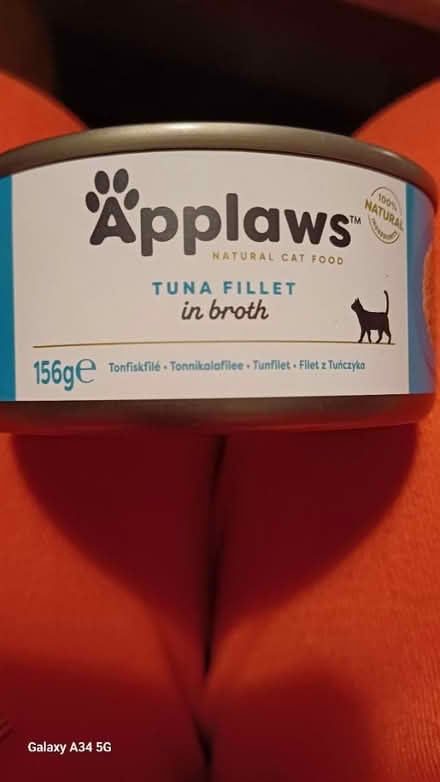 Applaws™
100%
NATURAL
NATURAL CAT FOOD
TUNA FILLET
in broth
156g℮ Tonfiskfilé • Tonnikalafilee • Tunfilet • Filet z Tuńczyka
Galaxy A34 5G